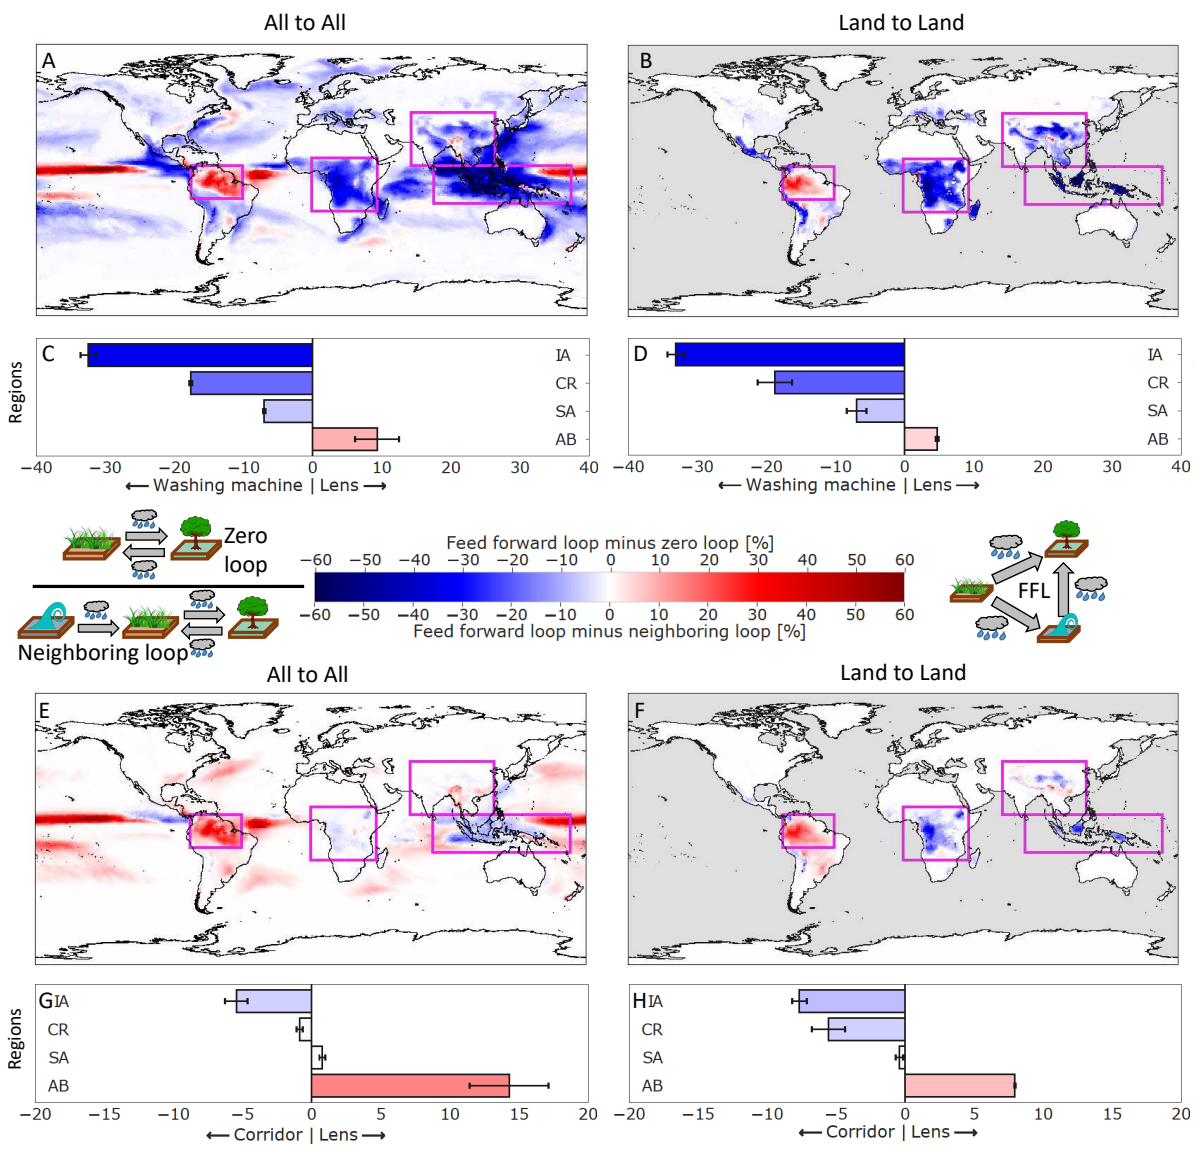 All to All
Land to Land
A
B
C
IA
CR
SA
AB
Regions
−40 −30 −20 −10 0 10 20 30 40
← Washing machine | Lens →
D
IA
CR
SA
AB
−40 −30 −20 −10 0 10 20 30 40
← Washing machine | Lens →
Zero
loop
Neighboring loop
Feed forward loop minus zero loop [%]
−60 −50 −40 −30 −20 −10 0 10 20 30 40 50 60
−60 −50 −40 −30 −20 −10 0 10 20 30 40 50 60
Feed forward loop minus neighboring loop [%]
FFL
All to All
Land to Land
E
F
G
IA
CR
SA
AB
Regions
−20 −15 −10 −5 0 5 10 15 20
← Corridor | Lens →
H
IA
CR
SA
AB
−20 −15 −10 −5 0 5 10 15 20
← Corridor | Lens →